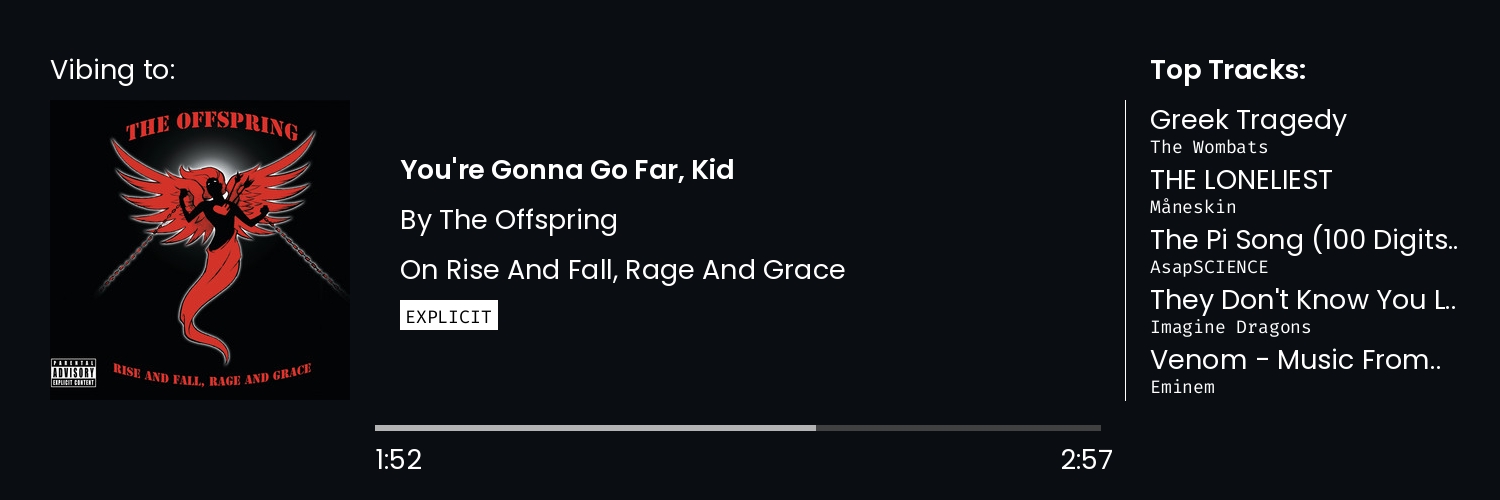 Vibing to:
THE OFFSPRING
PARENTAL
ADVISORY
EXPLICIT CONTENT
RISE AND FALL, RAGE AND GRACE
You're Gonna Go Far, Kid
By The Offspring
On Rise And Fall, Rage And Grace
EXPLICIT
1:52
2:57
Top Tracks:
Greek Tragedy
The Wombats
THE LONELIEST
Måneskin
The Pi Song (100 Digits..
AsapSCIENCE
They Don't Know You L..
Imagine Dragons
Venom - Music From..
Eminem